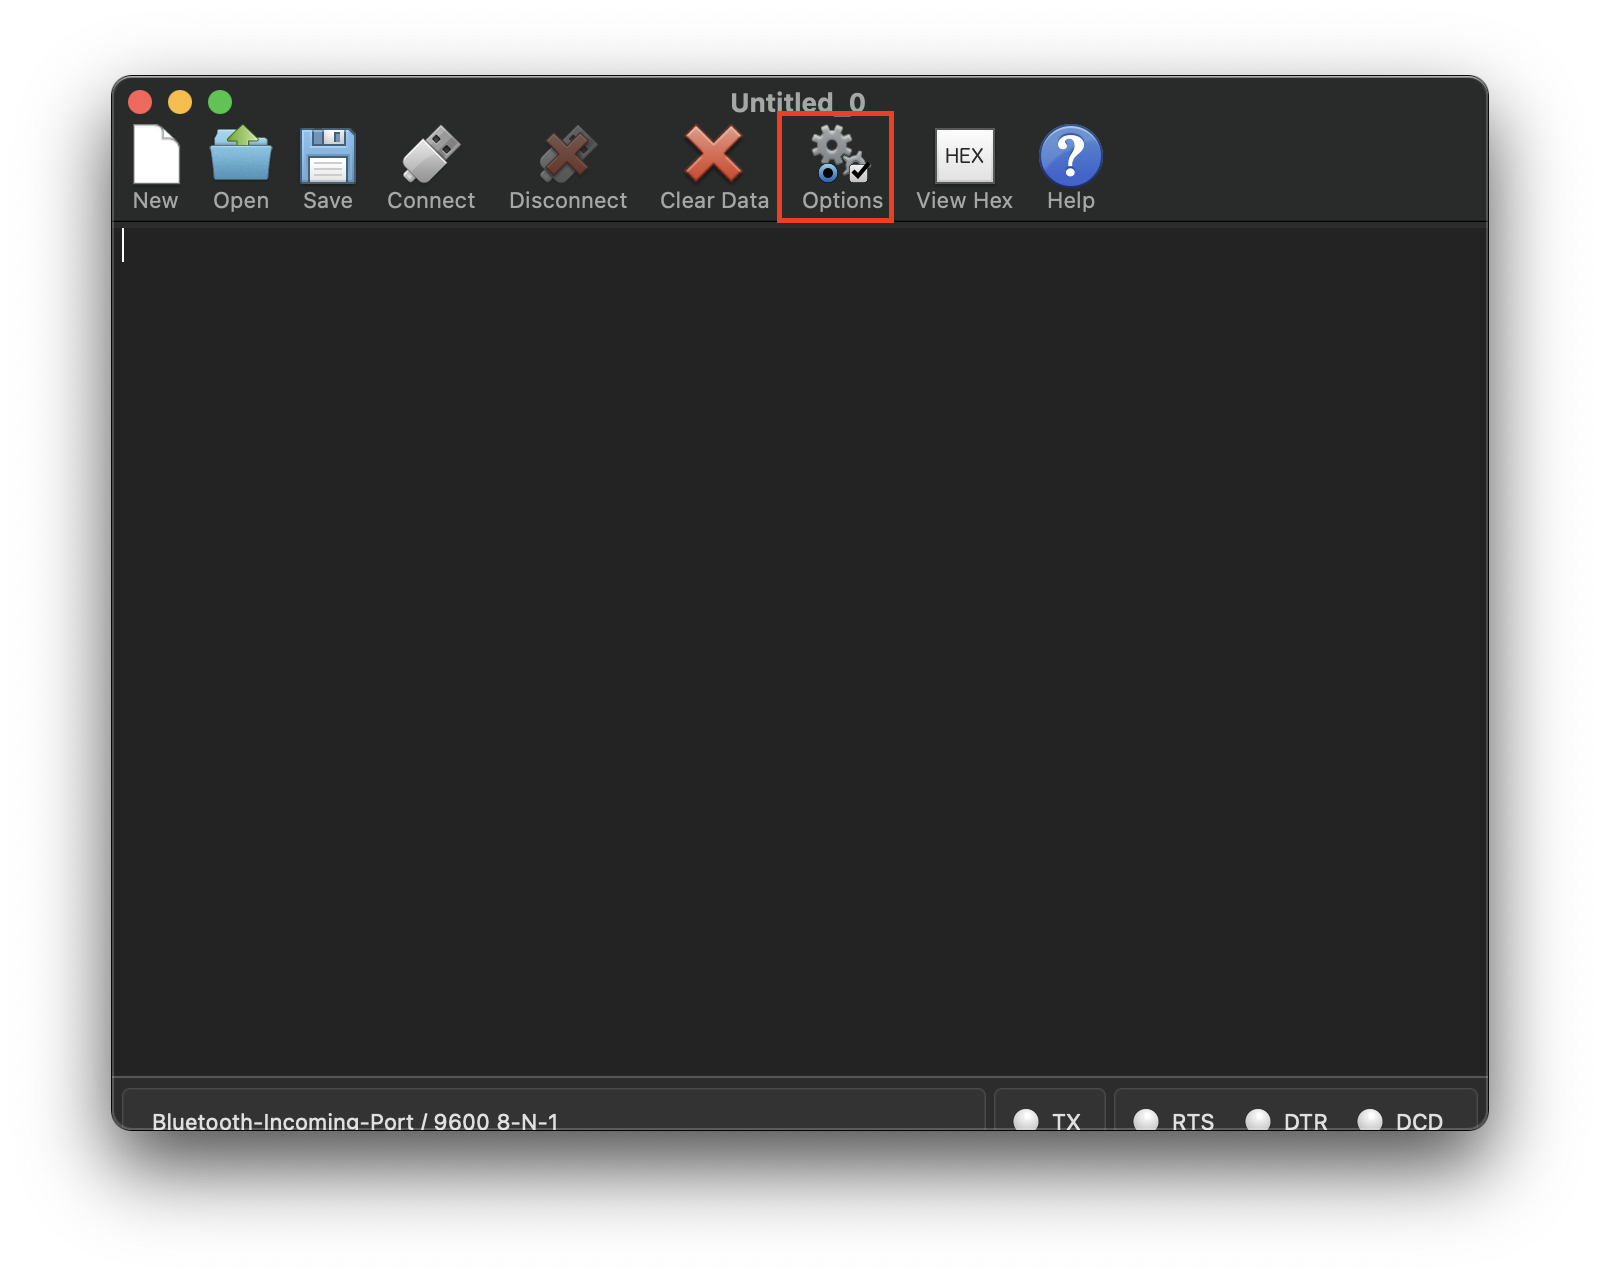 Untitled_0
New Open Save Connect Disconnect Clear Data Options View Hex Help
HEX
?
Bluetooth-Incoming-Port / 9600 8-N-1 TX RTS DTR DCD